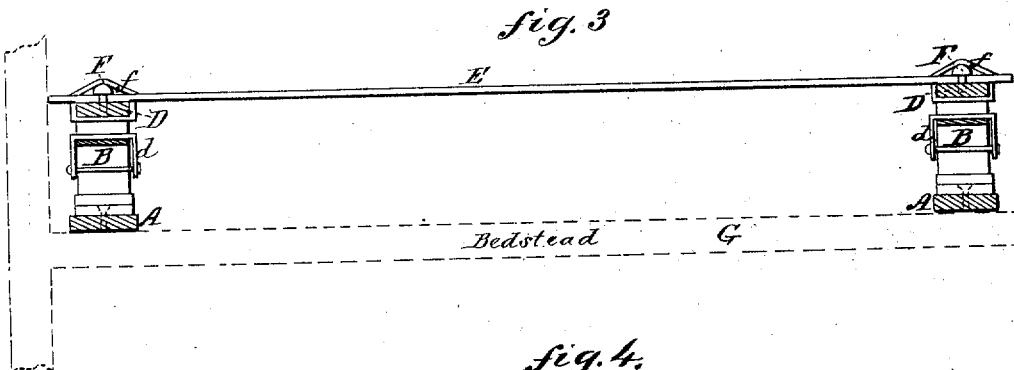 fig. 3
F f E F f
D D
d B d B
A A
Bedstead G
fig. 4.